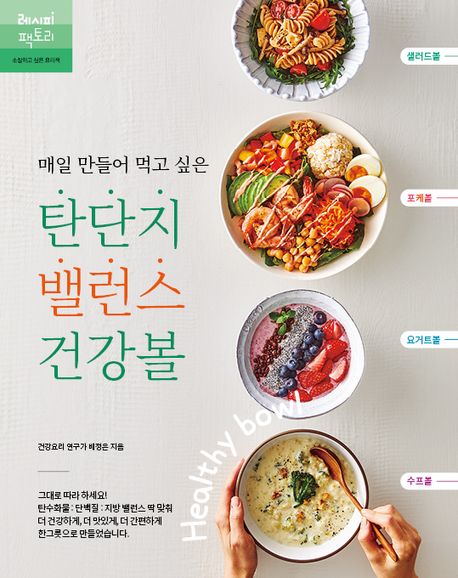 레시피
팩토리
소장하고 싶은 요리책
샐러드볼
매일 만들어 먹고 싶은
탄단지
밸런스
건강볼
포케볼
요거트볼
Healthy bowl
건강요리 연구가 배정은 지음
수프볼
그대로 따라 하세요!
탄수화물 : 단백질 : 지방 밸런스 딱 맞춰
더 건강하게, 더 맛있게, 더 간편하게
한그릇으로 만들었습니다.